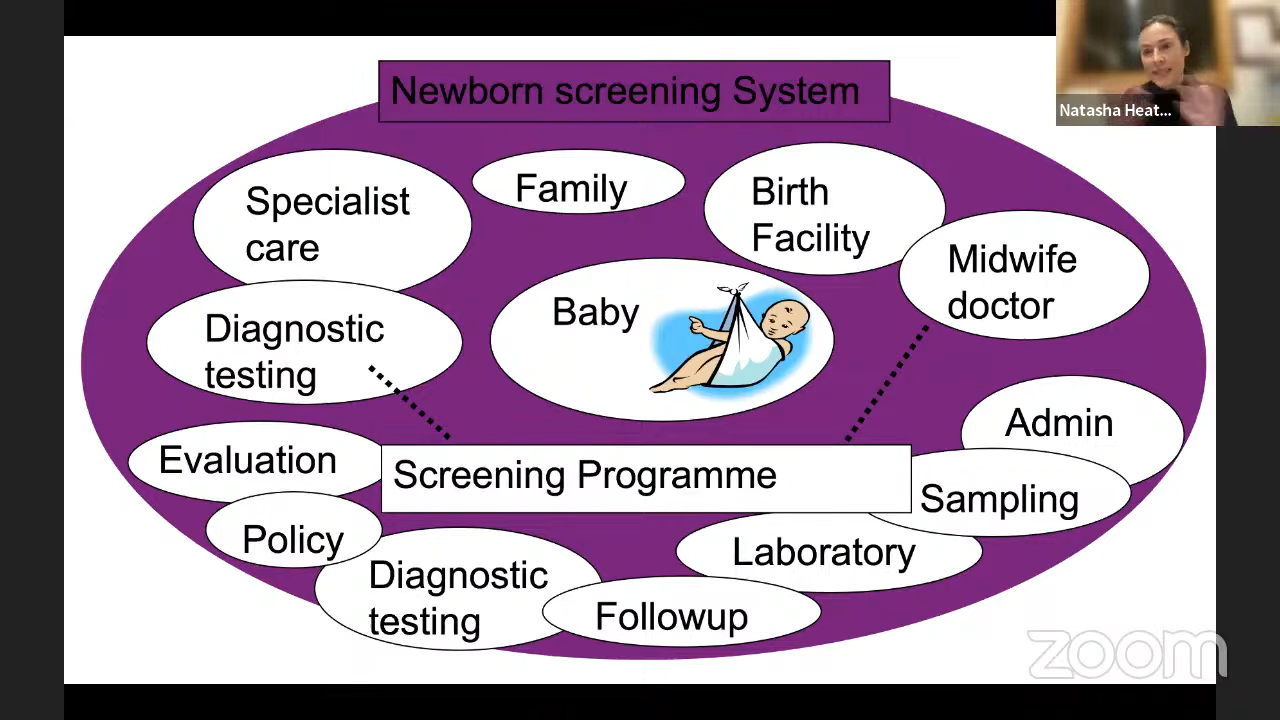 Newborn screening System
Natasha Heat...
Specialist
care
Family
Birth
Facility
Midwife
doctor
Baby
Diagnostic
testing
Admin
Evaluation
Screening Programme
Sampling
Policy
Laboratory
Diagnostic
testing
Followup
zoom